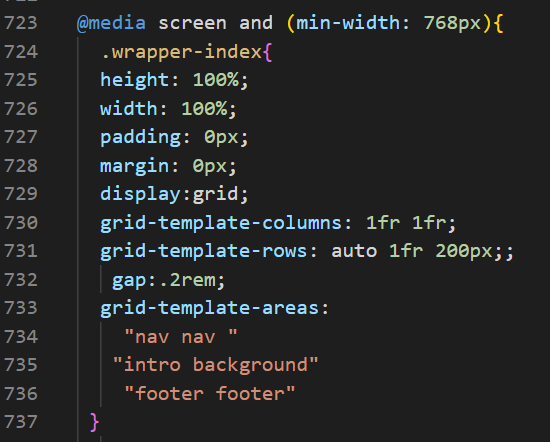 723 @media screen and (min-width: 768px){
724 .wrapper-index{
725 height: 100%;
726 width: 100%;
727 padding: 0px;
728 margin: 0px;
729 display:grid;
730 grid-template-columns: 1fr 1fr;
731 grid-template-rows: auto 1fr 200px;;
732 gap:.2rem;
733 grid-template-areas:
734 "nav nav "
735 "intro background"
736 "footer footer"
737 }